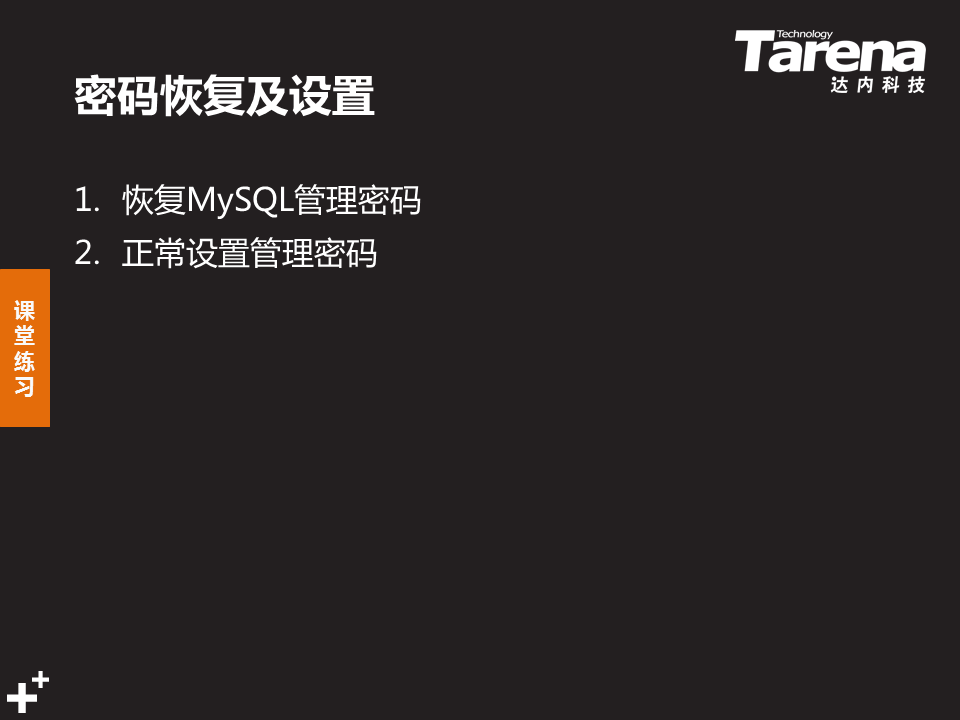 Technology
Tarena
达内科技
密码恢复及设置
1. 恢复MySQL管理密码
2. 正常设置管理密码
课堂练习